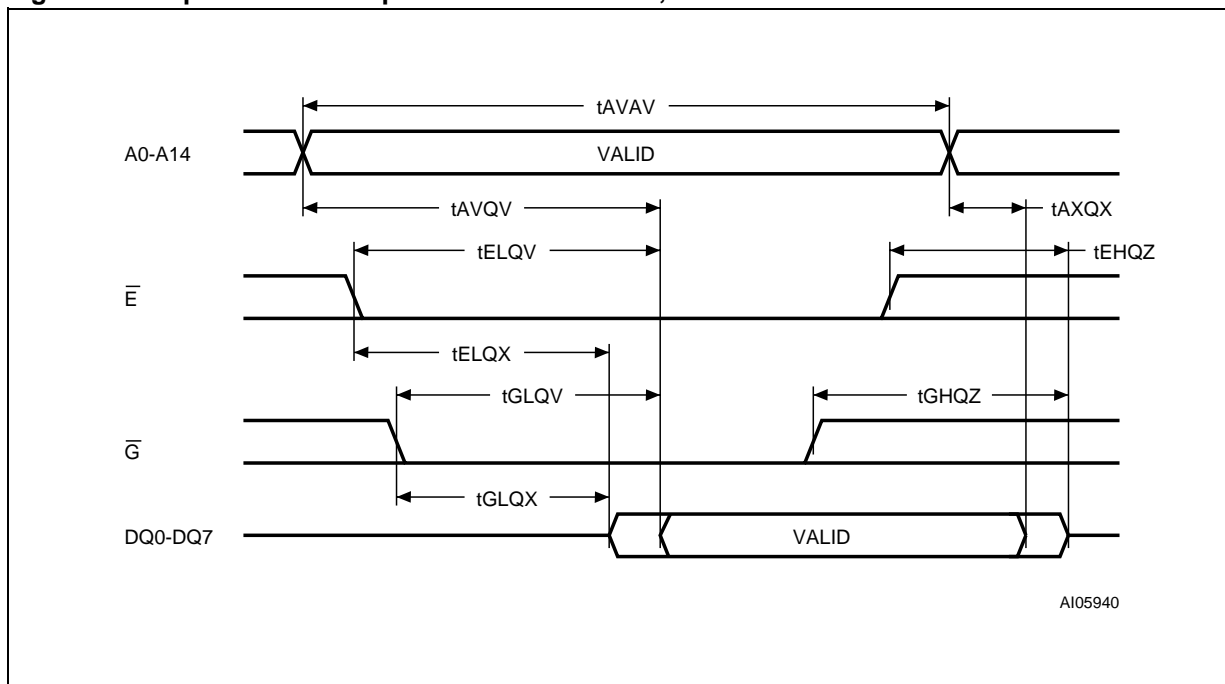 tAVAV
A0-A14 VALID
tAVQV tAXQX
tELQV tEHQZ
E̅
tELQX
tGLQV tGHQZ
G̅
tGLQX
DQ0-DQ7 VALID
AI05940